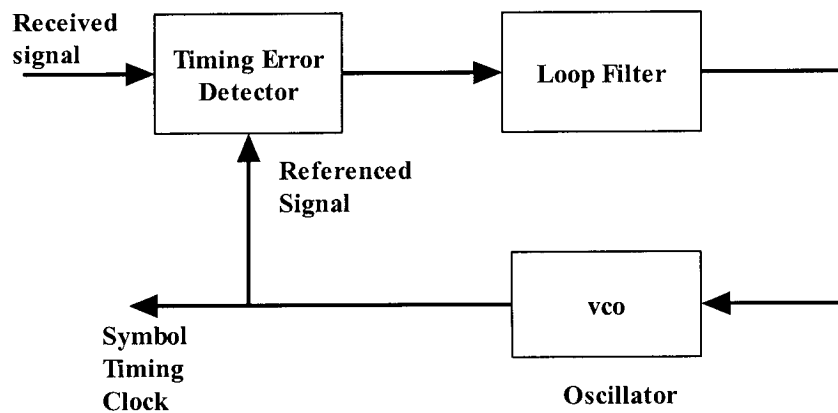 Received
signal
Timing Error
Detector
Loop Filter
Referenced
Signal
vco
Symbol
Timing
Clock
Oscillator